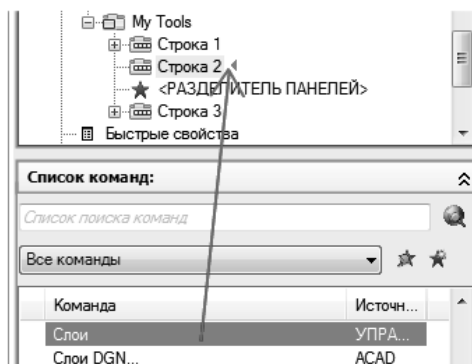 My Tools
Строка 1
Строка 2
<РАЗДЕЛИТЕЛЬ ПАНЕЛЕЙ>
Строка 3
Быстрые свойства
Список команд:
Список поиска команд
Все команды
Команда Источн...
Слои УПРА...
Слои DGN... ACAD